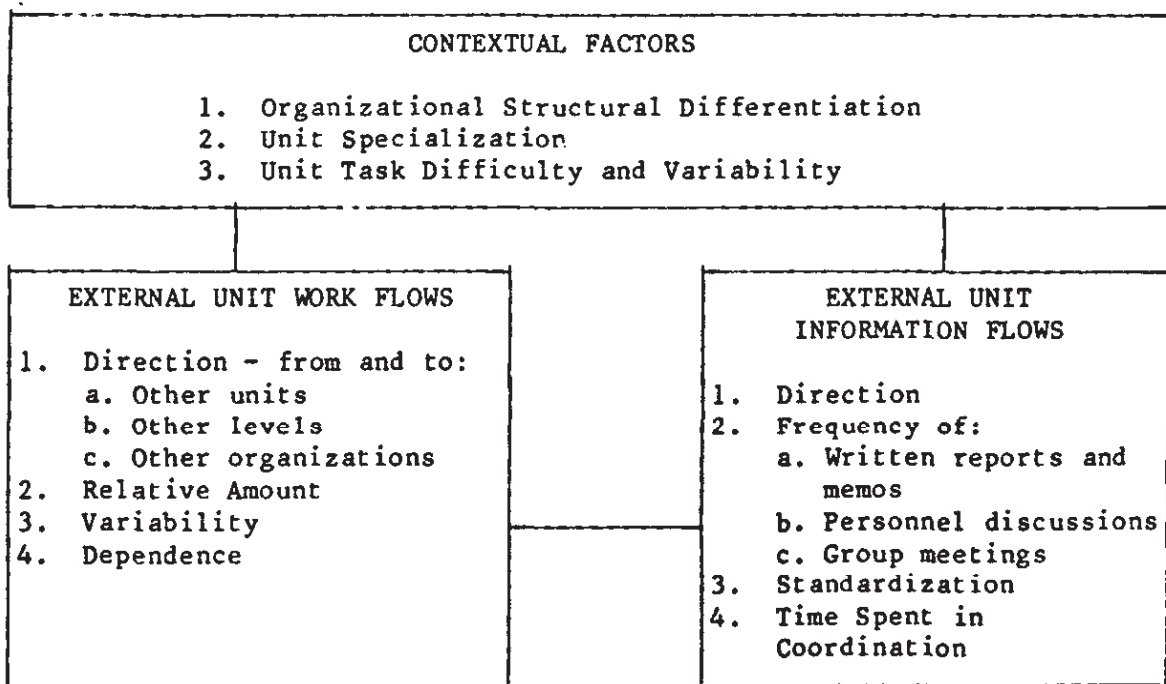 CONTEXTUAL FACTORS
1. Organizational Structural Differentiation
2. Unit Specialization
3. Unit Task Difficulty and Variability
EXTERNAL UNIT WORK FLOWS
1. Direction - from and to:
a. Other units
b. Other levels
c. Other organizations
2. Relative Amount
3. Variability
4. Dependence
EXTERNAL UNIT
INFORMATION FLOWS
1. Direction
2. Frequency of:
a. Written reports and
memos
b. Personnel discussions
c. Group meetings
3. Standardization
4. Time Spent in
Coordination